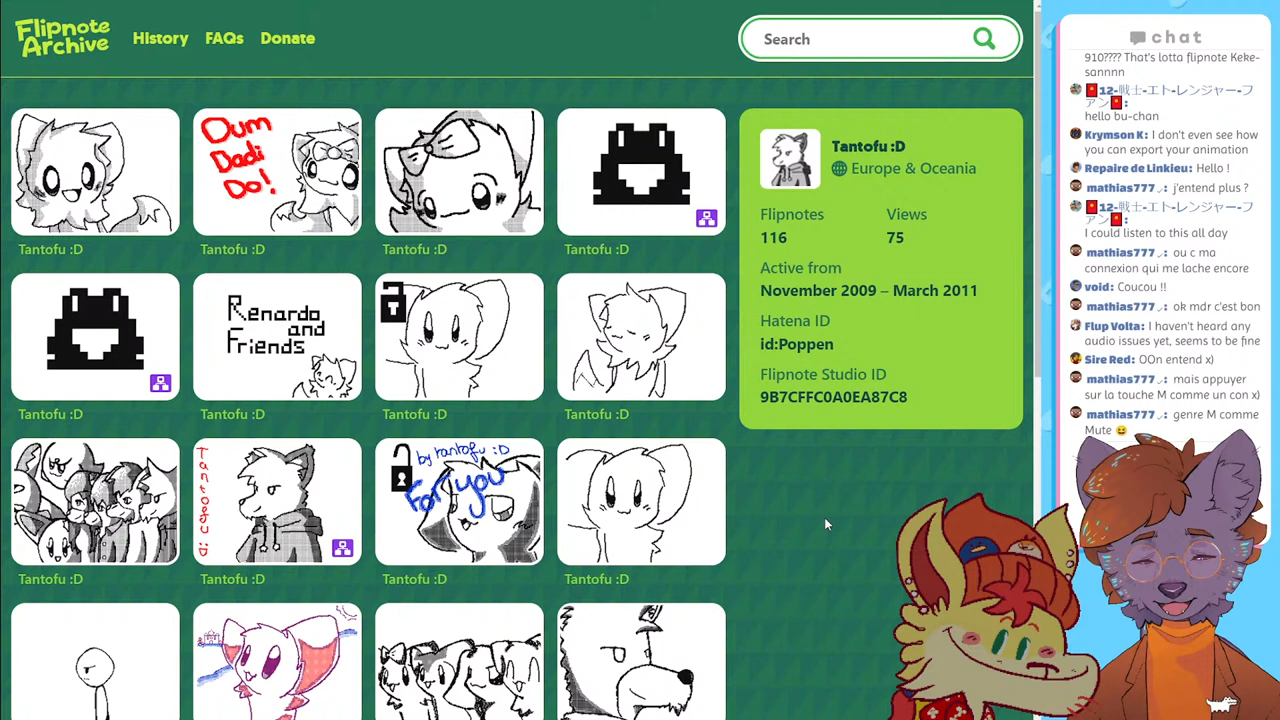 Flipnote
Archive
History
FAQs
Donate
Search
Tantofu :D
Dum
Dadi
Do!
Tantofu :D
Tantofu :D
Tantofu :D
Tantofu :D
Renardo
and
Friends
Tantofu :D
Tantofu :D
Tantofu :D
Tantofu :D
Tantofu :D
Tantofu :D
by tantofu :D
For you
Tantofu :D
Tantofu :D
Tantofu :D
Europe & Oceania
Flipnotes
Views
116
75
Active from
November 2009 – March 2011
Hatena ID
id:Poppen
Flipnote Studio ID
9B7CFFC0A0EA87C8
chat
910???? That's lotta flipnote Keke-
sannnn
12-戦士-エト-レンジャー-フ
ァン:
hello bu-chan
Krymson K: I don't even see how
you can export your animation
Repaire de Linkieu: Hello !
mathias777: j'entend plus ?
12-戦士-エト-レンジャー-フ
ァン:
I could listen to this all day
mathias777: ou c ma
connexion qui me lache encore
void: Coucou !!
mathias777: ok mdr c'est bon
Flup Volta: I haven't heard any
audio issues yet, seems to be fine
Sire Red: OOn entend x)
mathias777: mais appuyer
sur la touche M comme un con x)
mathias777: genre M comme
Mute 😆